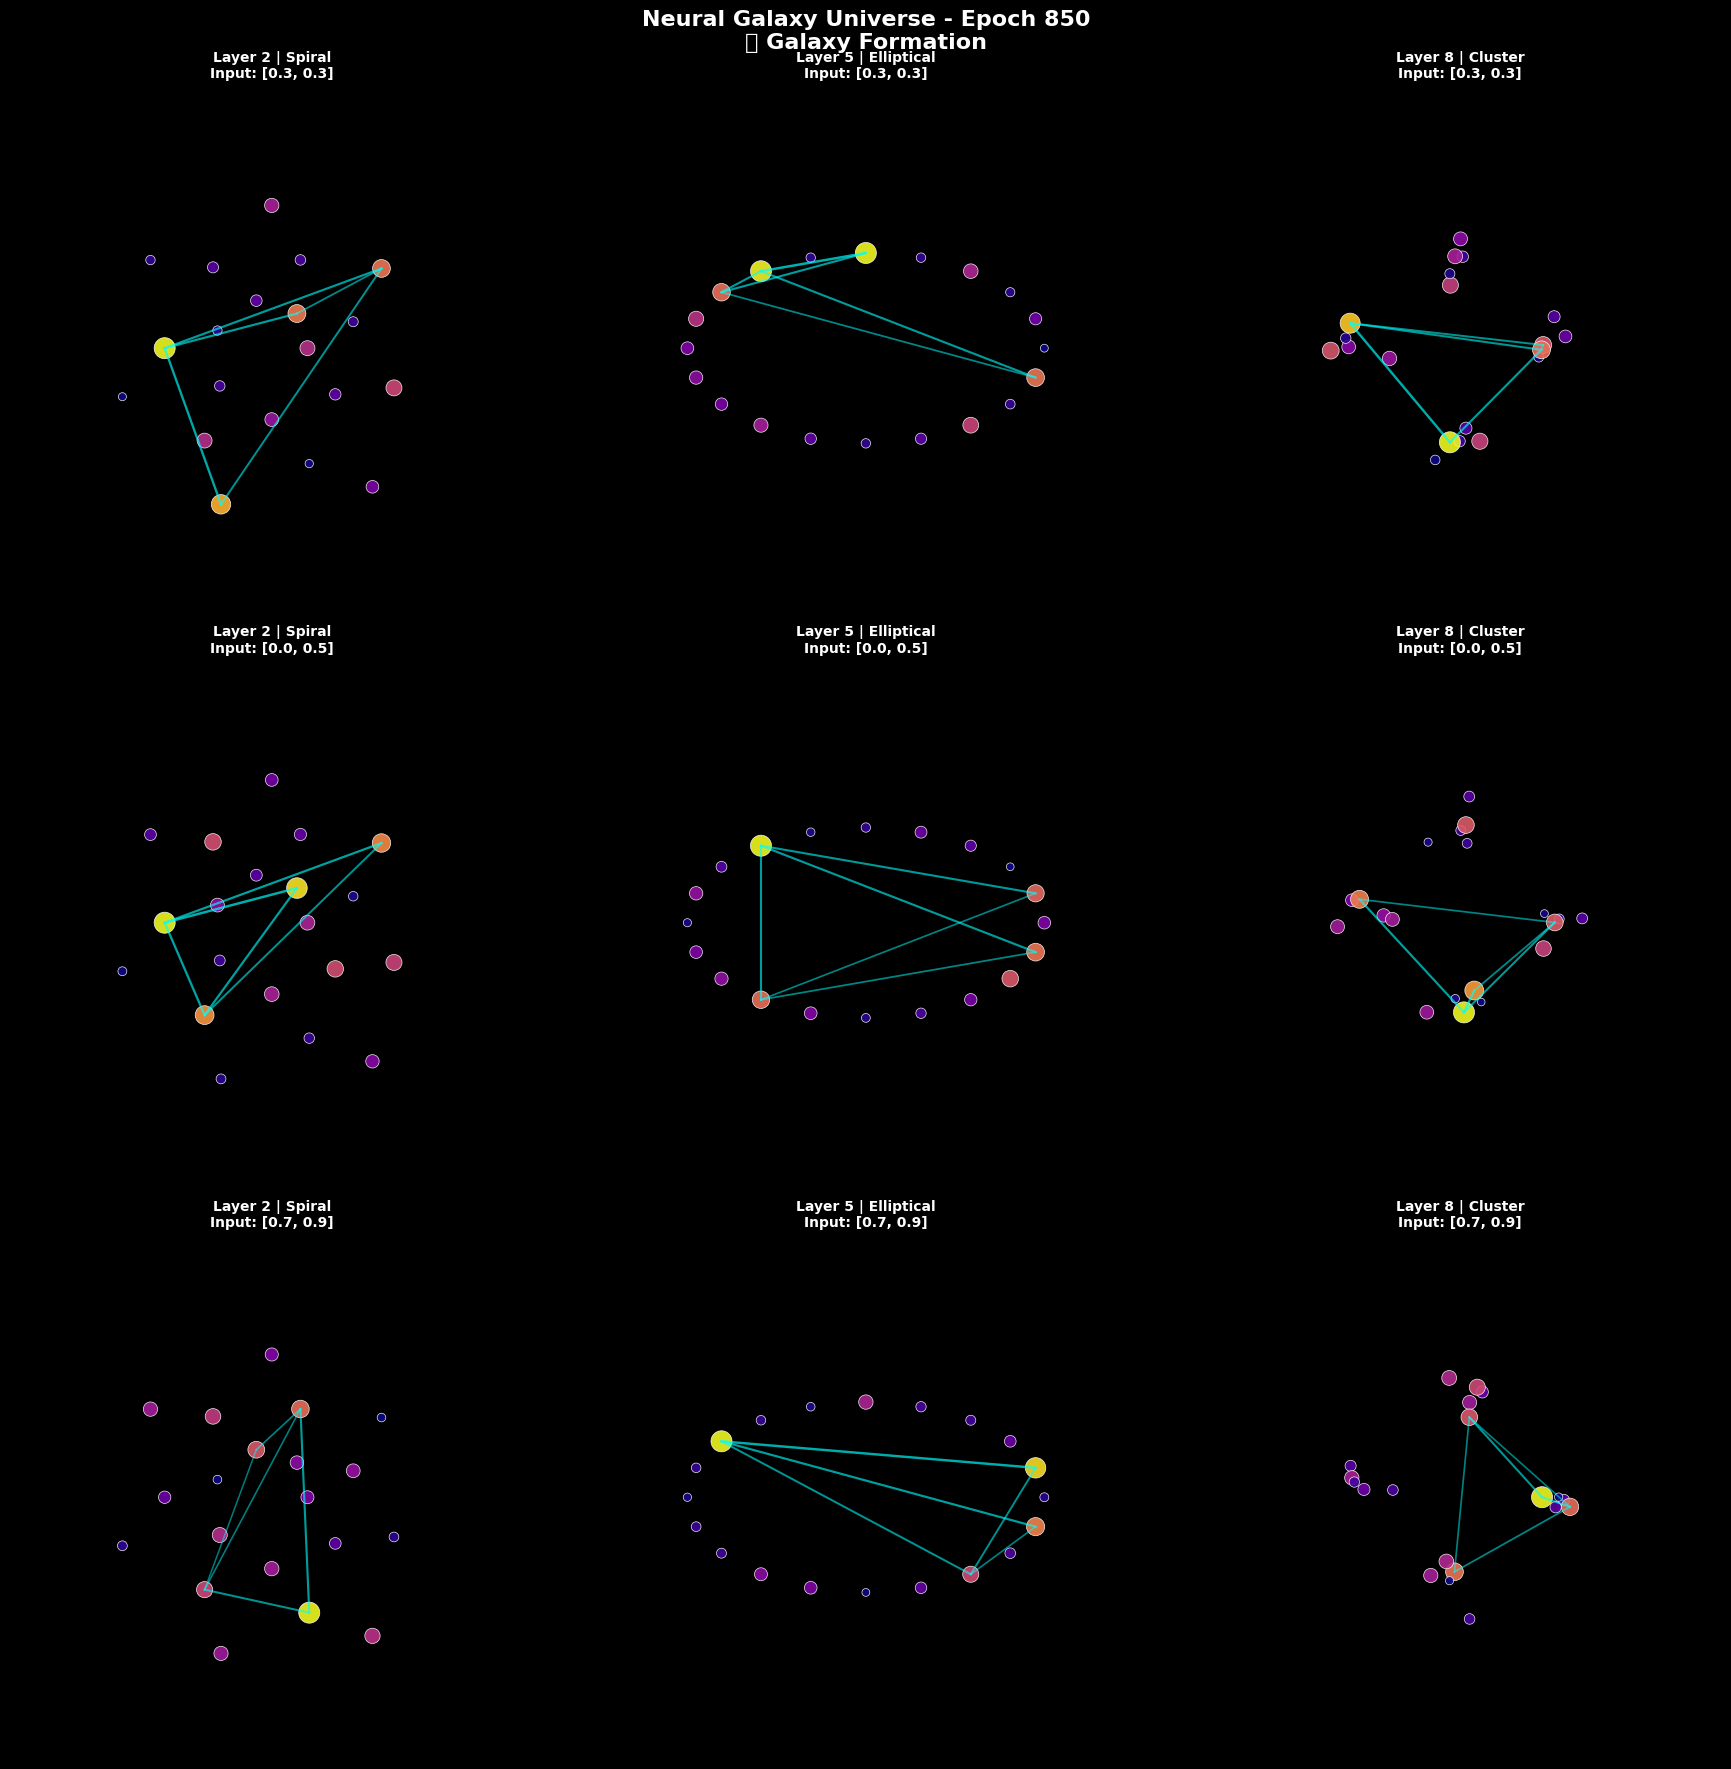 Neural Galaxy Universe - Epoch 850
Galaxy Formation
Layer 2 | Spiral
Input: [0.3, 0.3]
Layer 5 | Elliptical
Input: [0.3, 0.3]
Layer 8 | Cluster
Input: [0.3, 0.3]
Layer 2 | Spiral
Input: [0.0, 0.5]
Layer 5 | Elliptical
Input: [0.0, 0.5]
Layer 8 | Cluster
Input: [0.0, 0.5]
Layer 2 | Spiral
Input: [0.7, 0.9]
Layer 5 | Elliptical
Input: [0.7, 0.9]
Layer 8 | Cluster
Input: [0.7, 0.9]